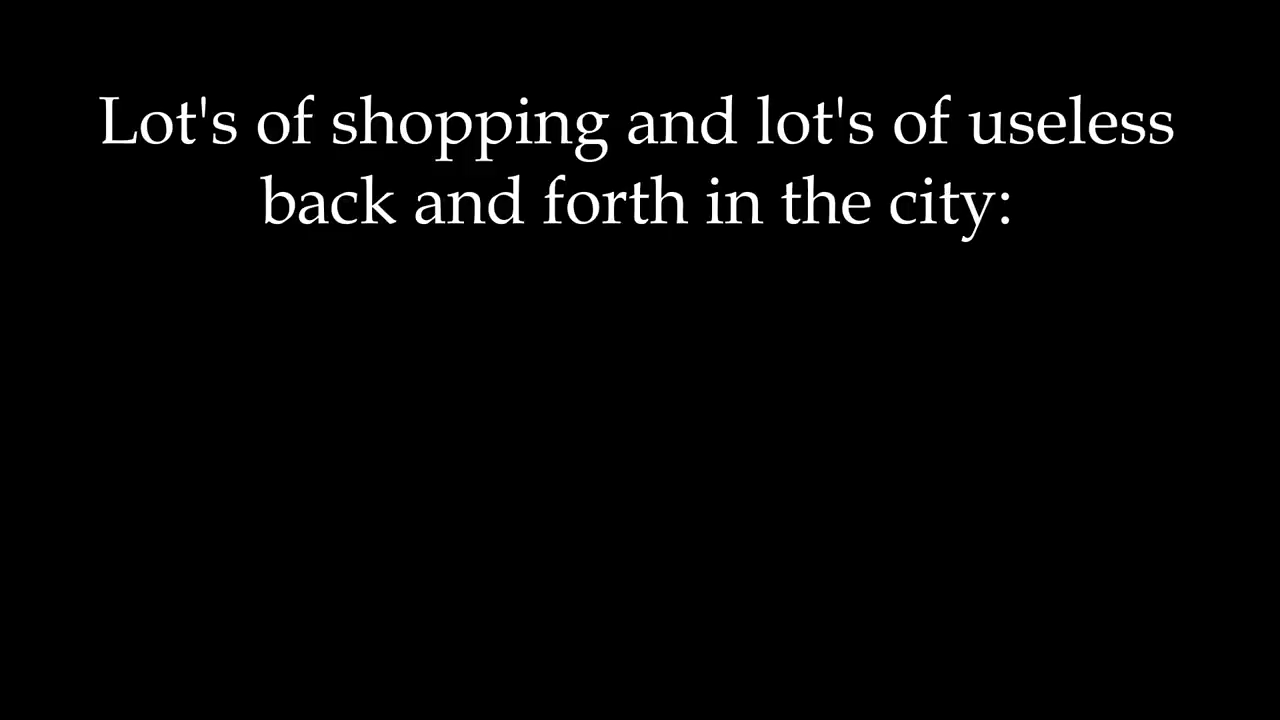 Lot's of shopping and lot's of useless
back and forth in the city: